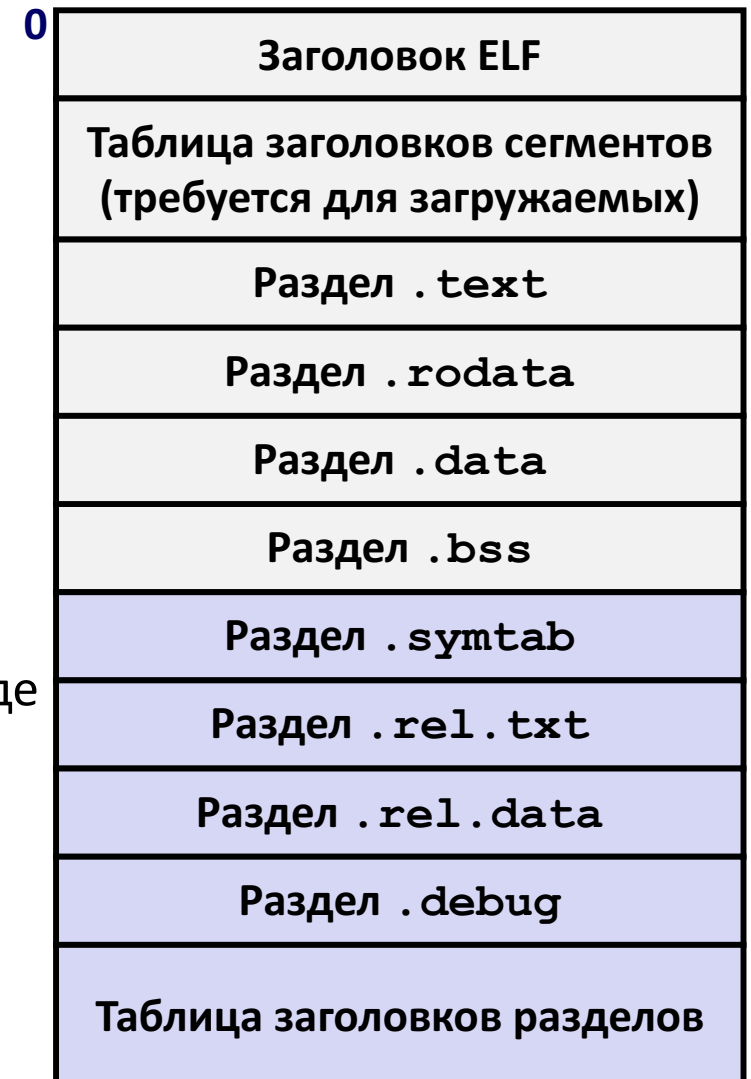 0
Заголовок ELF
Таблица заголовков сегментов
(требуется для загружаемых)
Раздел .text
Раздел .rodata
Раздел .data
Раздел .bss
Раздел .symtab
де
Раздел .rel.txt
Раздел .rel.data
Раздел .debug
Таблица заголовков разделов